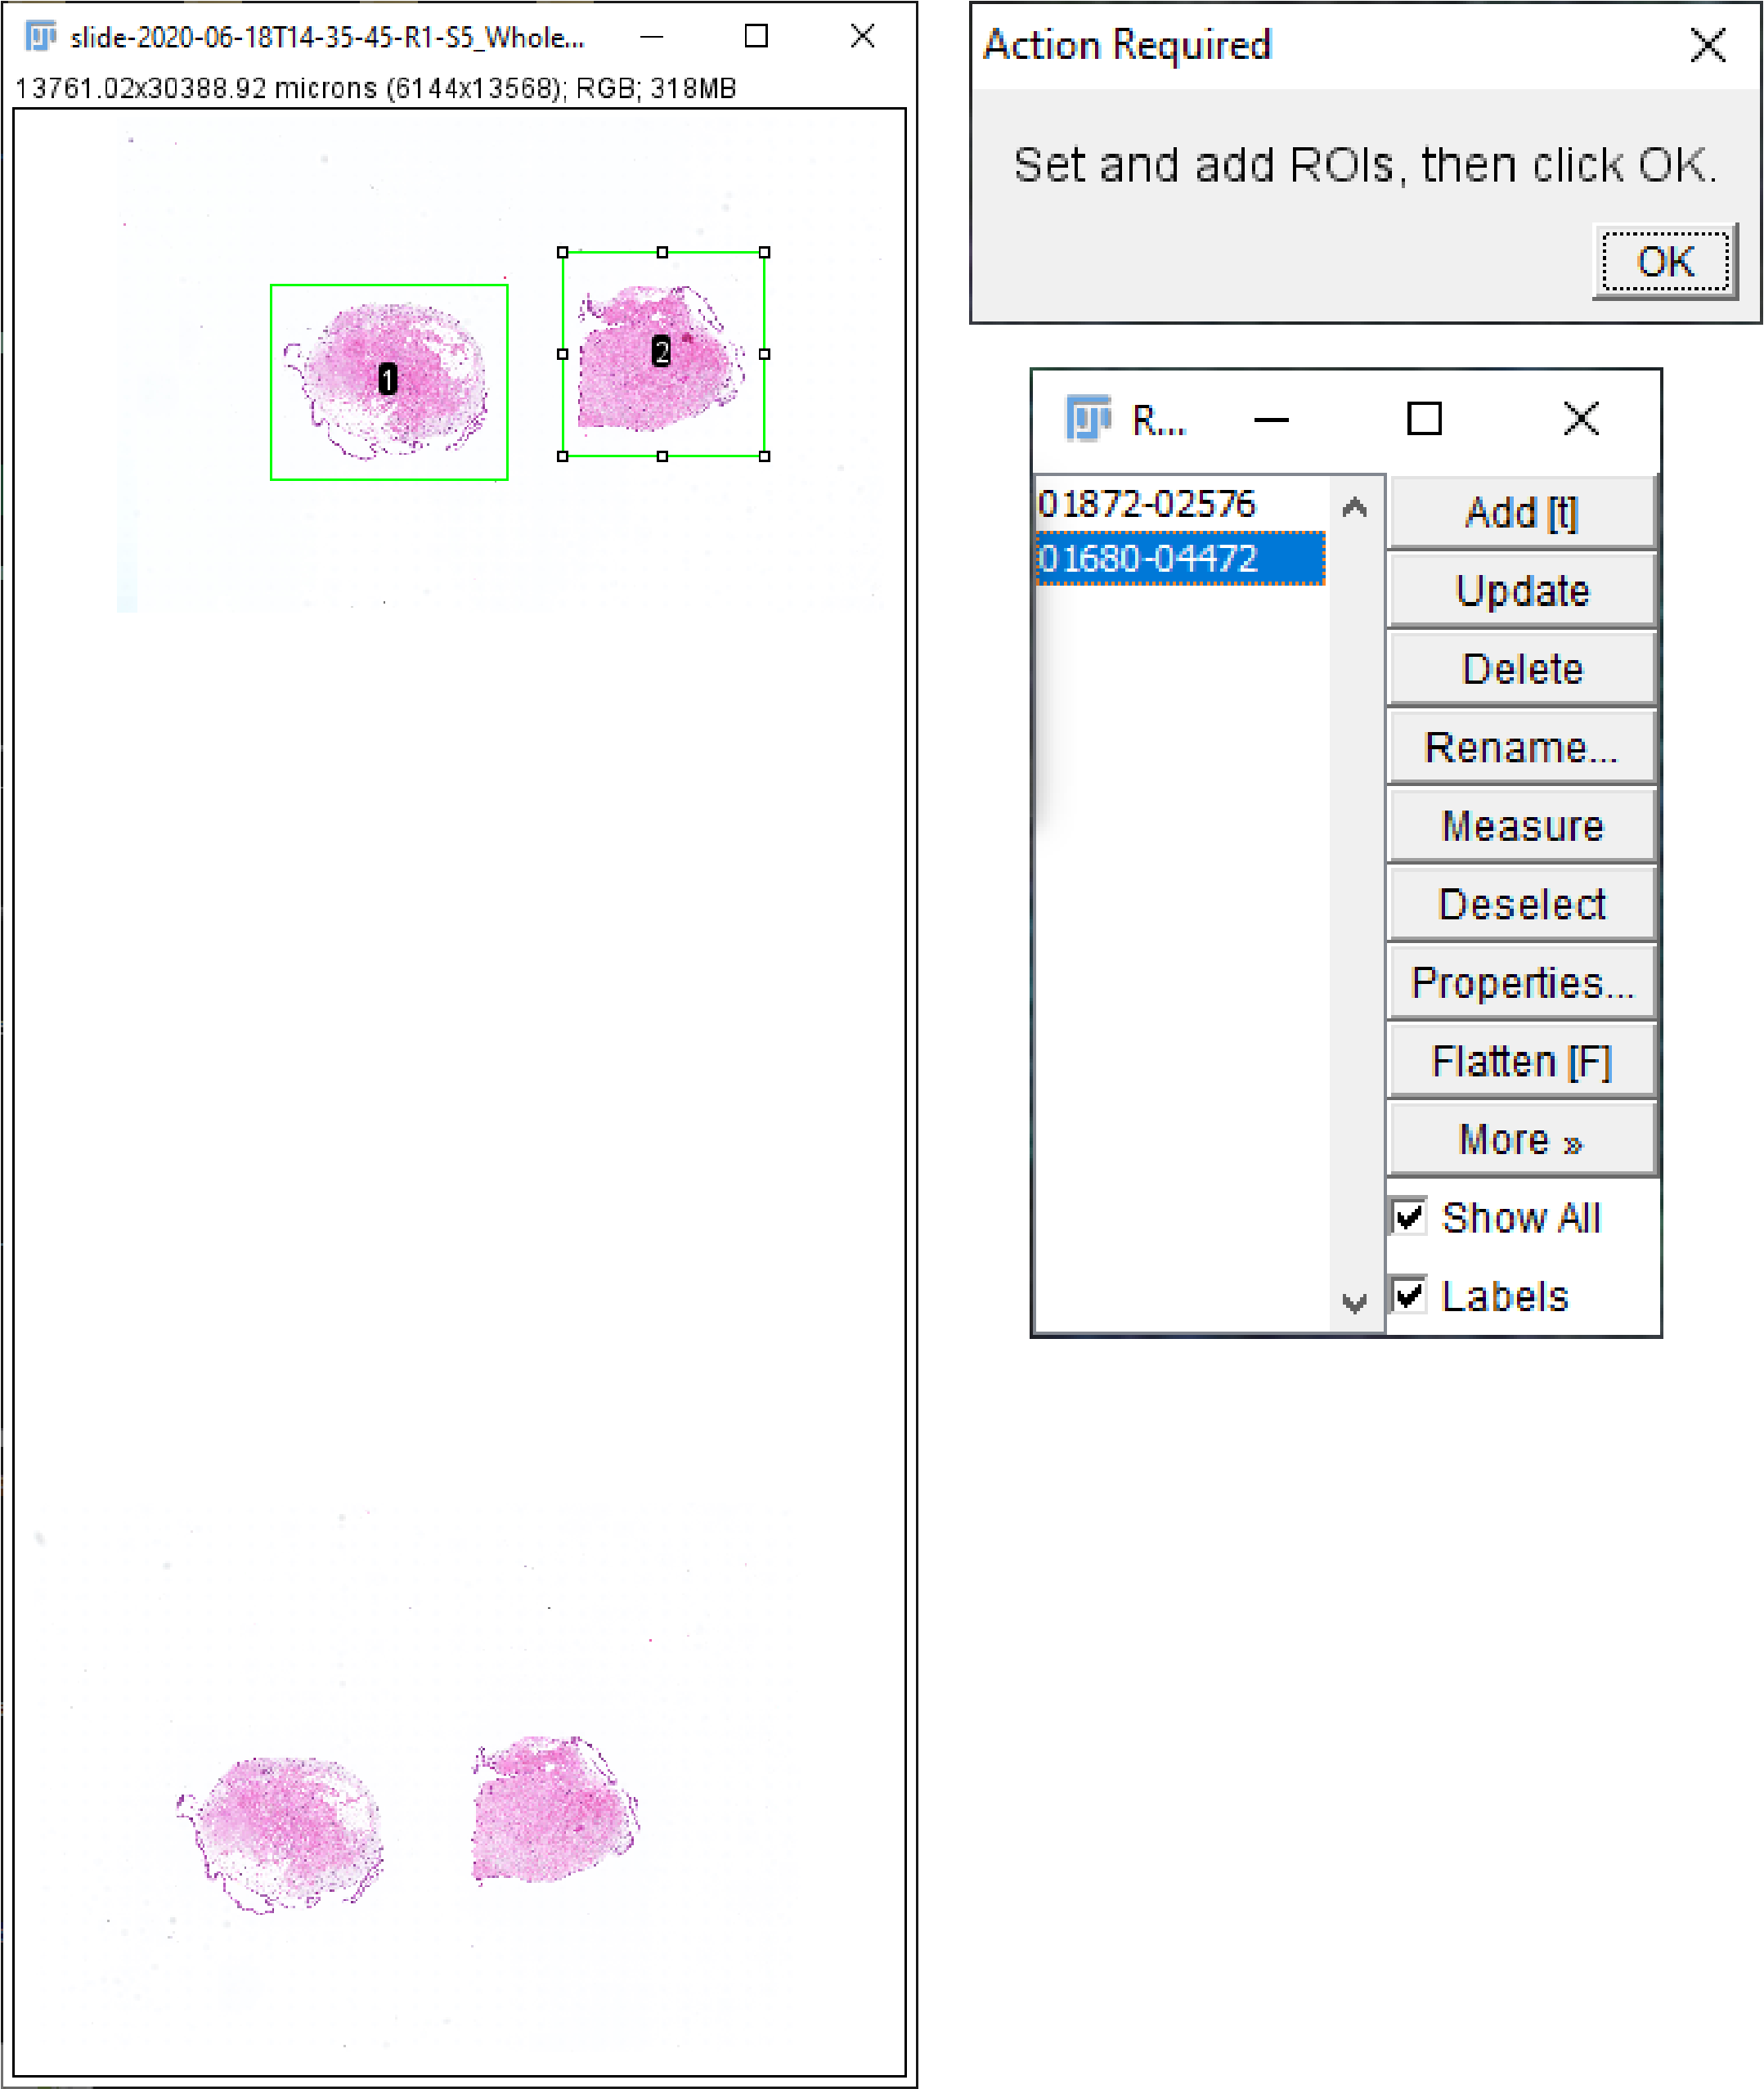 slide-2020-06-18T14-35-45-R1-S5_Whole...
13761.02x30388.92 microns (6144x13568); RGB; 318MB
1
2
Action Required
Set and add ROIs, then click OK.
OK
R...
01872-02576
01680-04472
Add [t]
Update
Delete
Rename...
Measure
Deselect
Properties...
Flatten [F]
More »
Show All
Labels